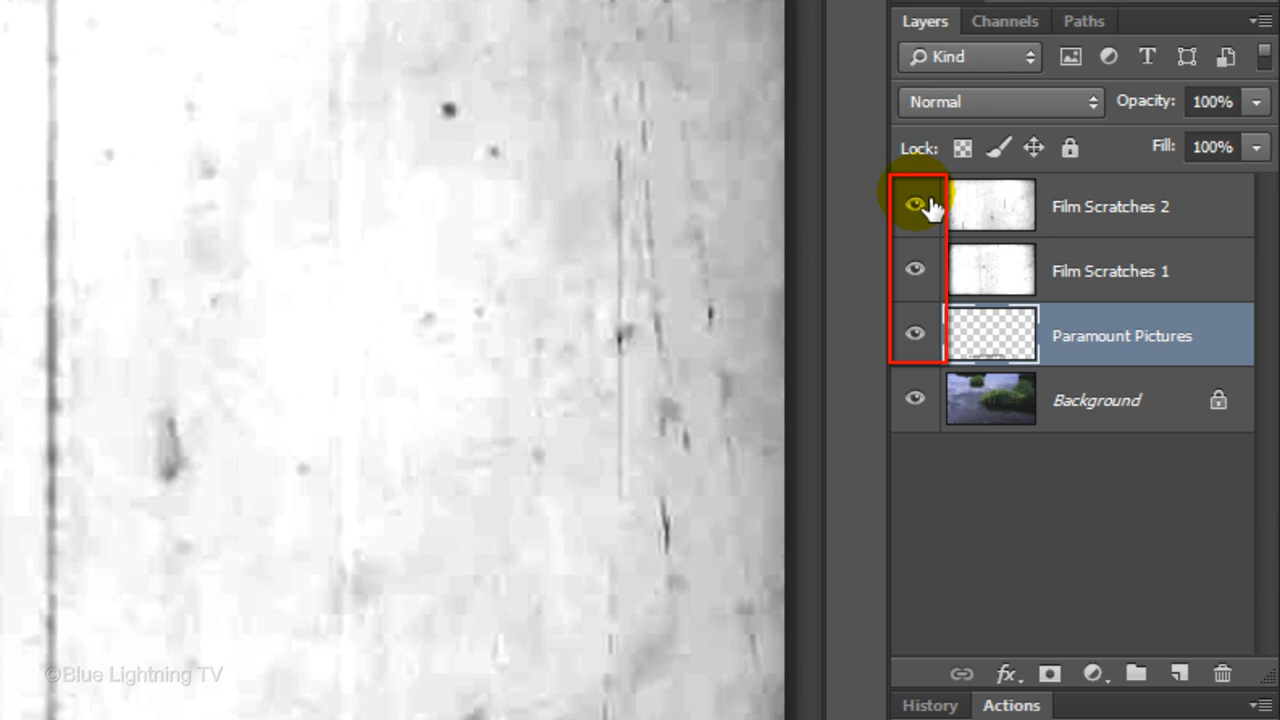 Layers Channels Paths
Kind T
Normal Opacity: 100%
Lock: Fill: 100%
Film Scratches 2
Film Scratches 1
Paramount Pictures
Background
fx
©Blue Lightning TV
History Actions